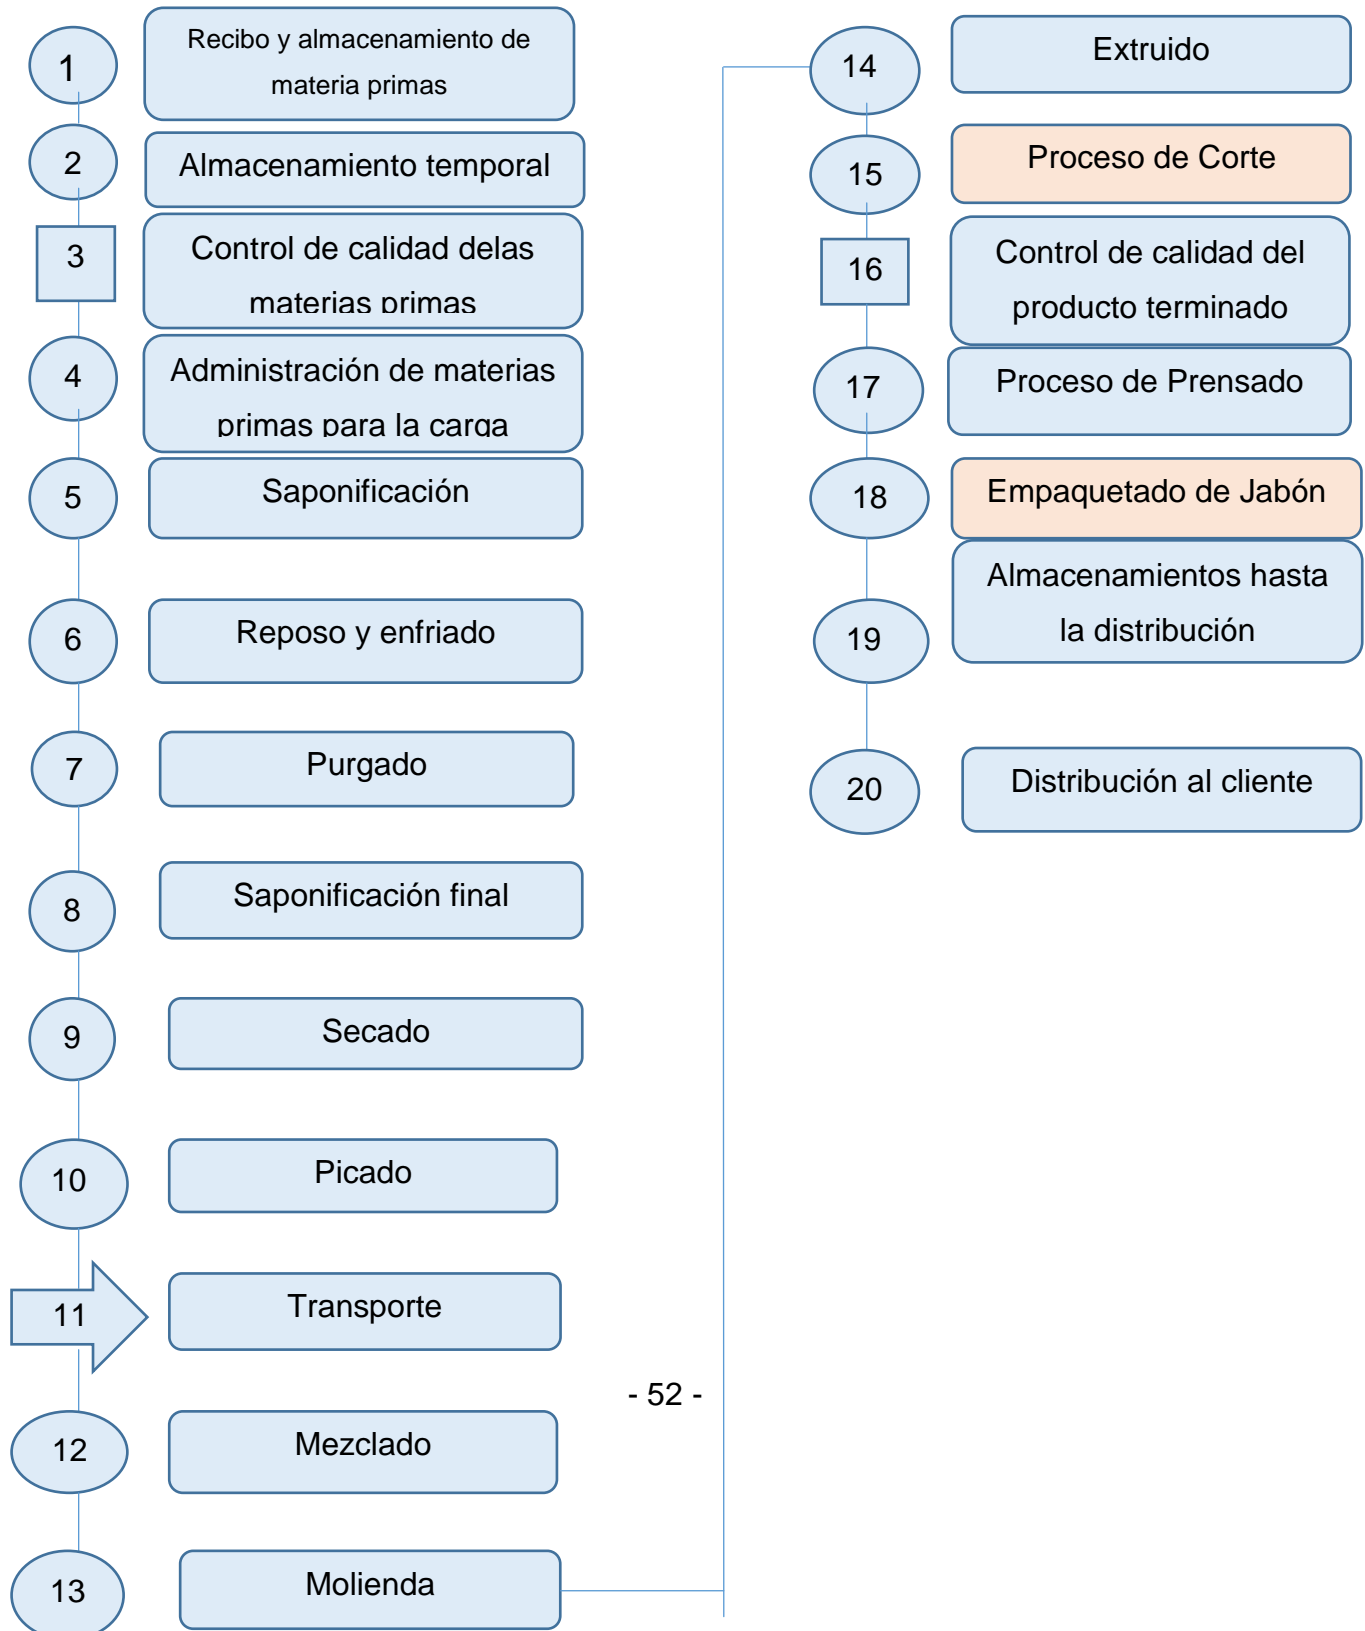 1
Recibo y almacenamiento de
materia primas
2
Almacenamiento temporal
3
Control de calidad delas
materias primas
4
Administración de materias
primas para la carga
5
Saponificación
6
Reposo y enfriado
7
Purgado
8
Saponificación final
9
Secado
10
Picado
11
Transporte
- 52 -
12
Mezclado
13
Molienda
14
Extruido
15
Proceso de Corte
16
Control de calidad del
producto terminado
17
Proceso de Prensado
18
Empaquetado de Jabón
19
Almacenamientos hasta
la distribución
20
Distribución al cliente